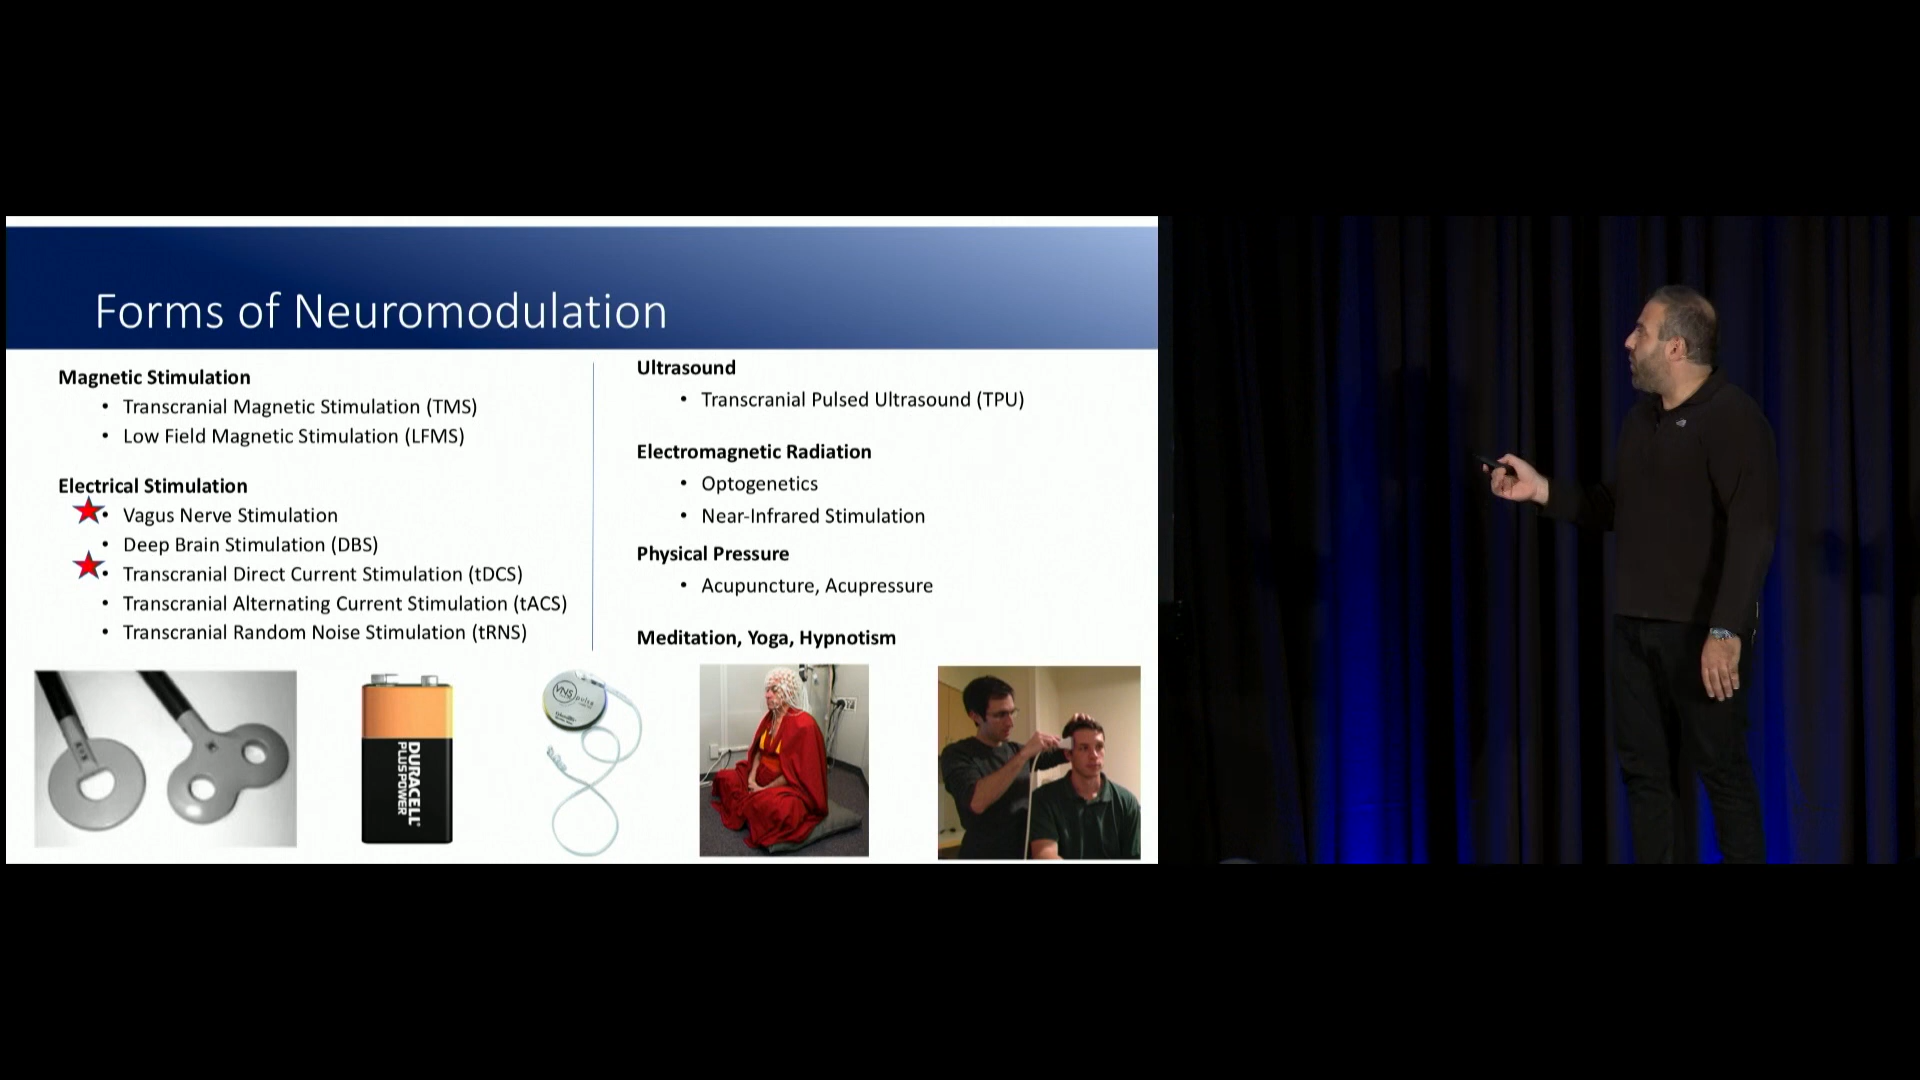 Forms of Neuromodulation
Magnetic Stimulation
• Transcranial Magnetic Stimulation (TMS)
• Low Field Magnetic Stimulation (LFMS)
Electrical Stimulation
• Vagus Nerve Stimulation
• Deep Brain Stimulation (DBS)
• Transcranial Direct Current Stimulation (tDCS)
• Transcranial Alternating Current Stimulation (tACS)
• Transcranial Random Noise Stimulation (tRNS)
Ultrasound
• Transcranial Pulsed Ultrasound (TPU)
Electromagnetic Radiation
• Optogenetics
• Near-Infrared Stimulation
Physical Pressure
• Acupuncture, Acupressure
Meditation, Yoga, Hypnotism
DURACELL
PLUS POWER
VNS
pulse